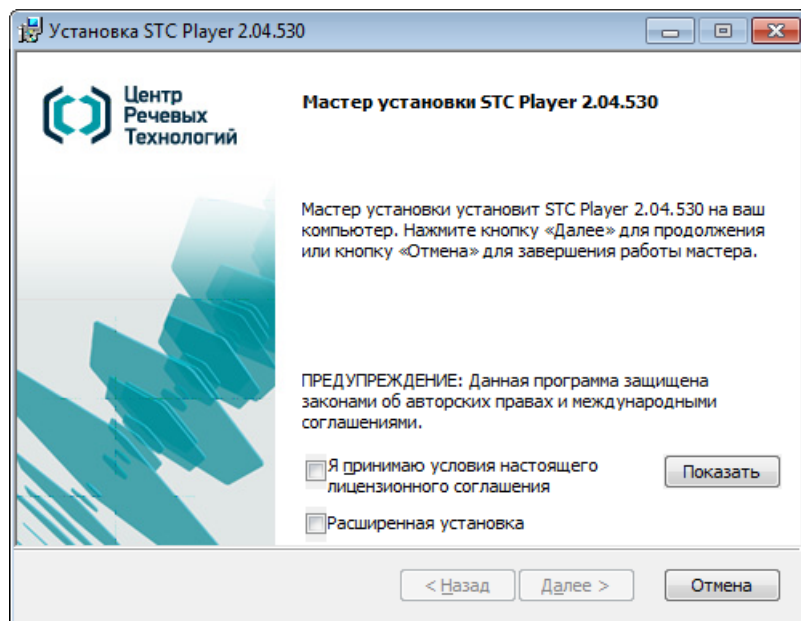 Установка STC Player 2.04.530
Центр
Речевых
Технологий
Мастер установки STC Player 2.04.530
Мастер установки установит STC Player 2.04.530 на ваш
компьютер. Нажмите кнопку «Далее» для продолжения
или кнопку «Отмена» для завершения работы мастера.
ПРЕДУПРЕЖДЕНИЕ: Данная программа защищена
законами об авторских правах и международными
соглашениями.
Я принимаю условия настоящего
лицензионного соглашения
Показать
Расширенная установка
< Назад
Далее >
Отмена